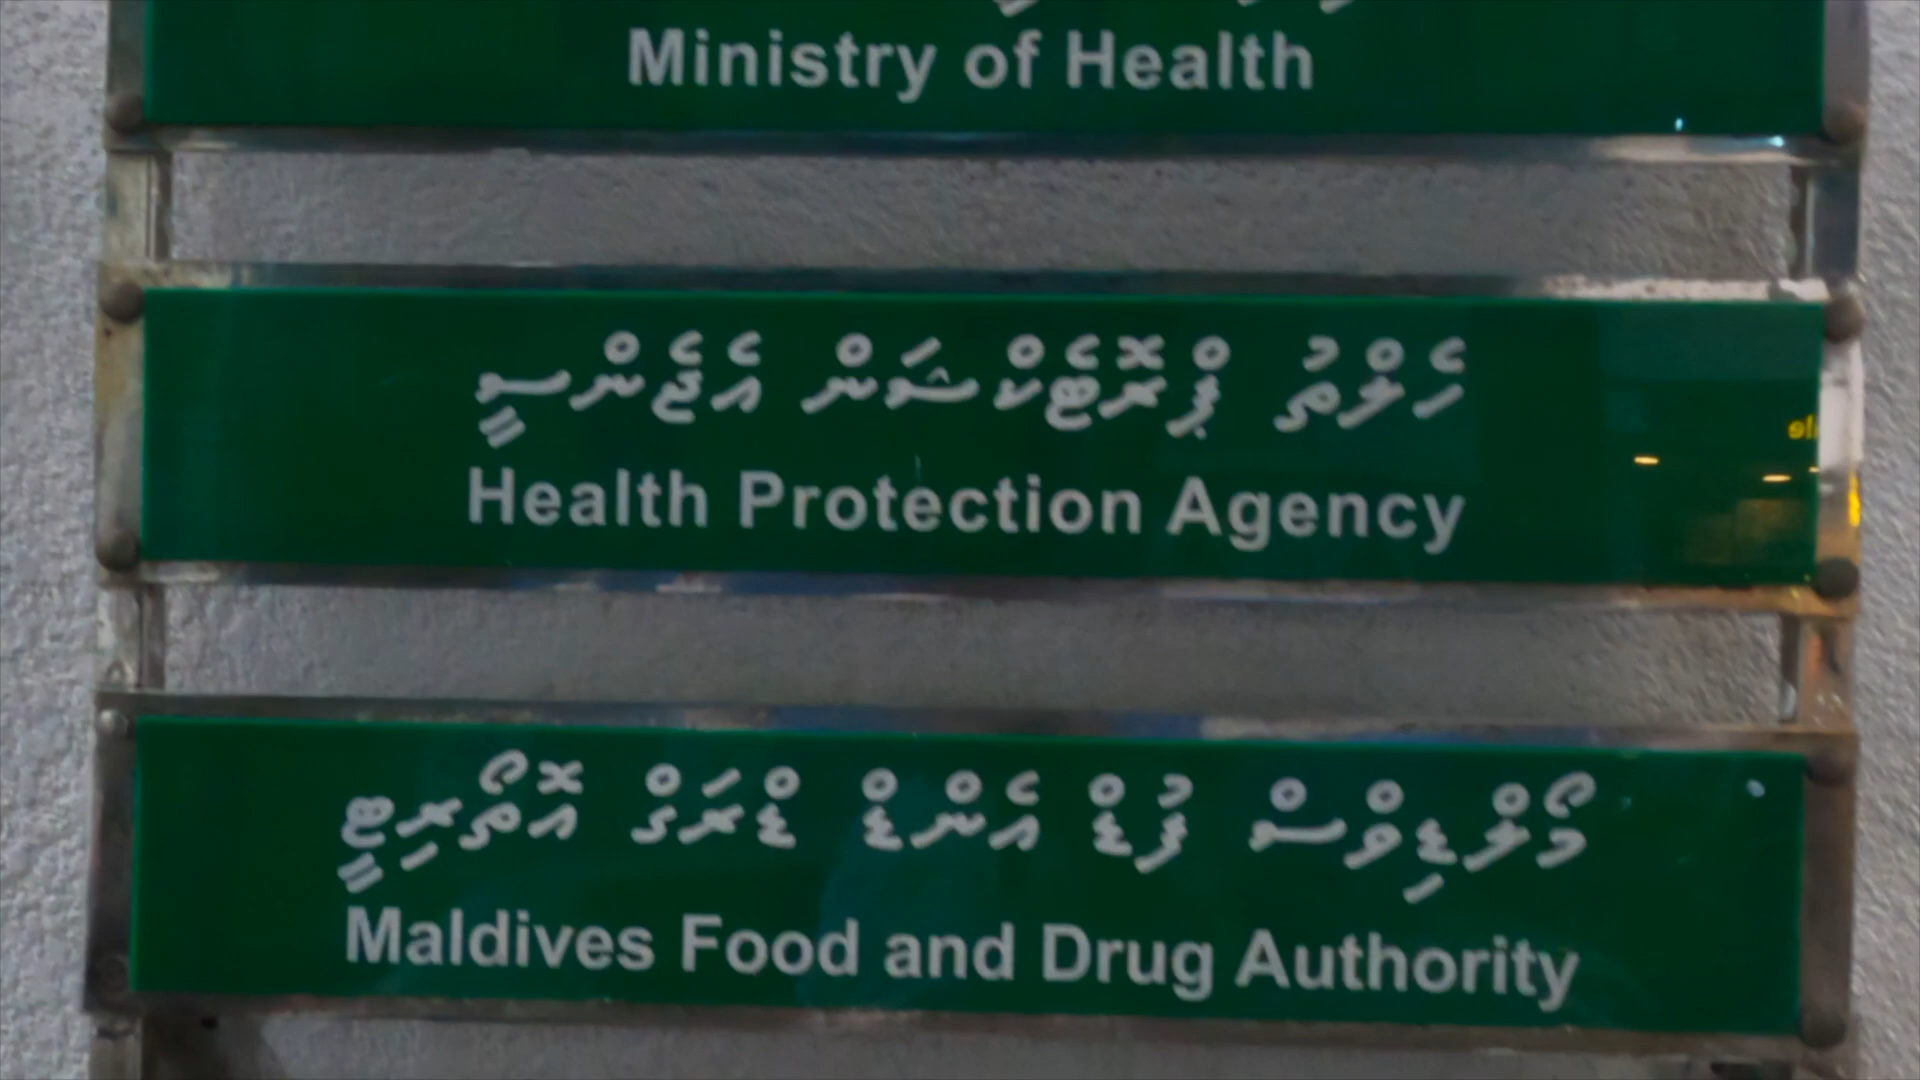 Ministry of Health
ހެލްތު ޕްރޮޓެކްޝަން އެޖެންސީ
Health Protection Agency
މޯލްޑިވްސް ފުޑް އެންޑް ޑްރަގް އޮތޯރިޓީ
Maldives Food and Drug Authority